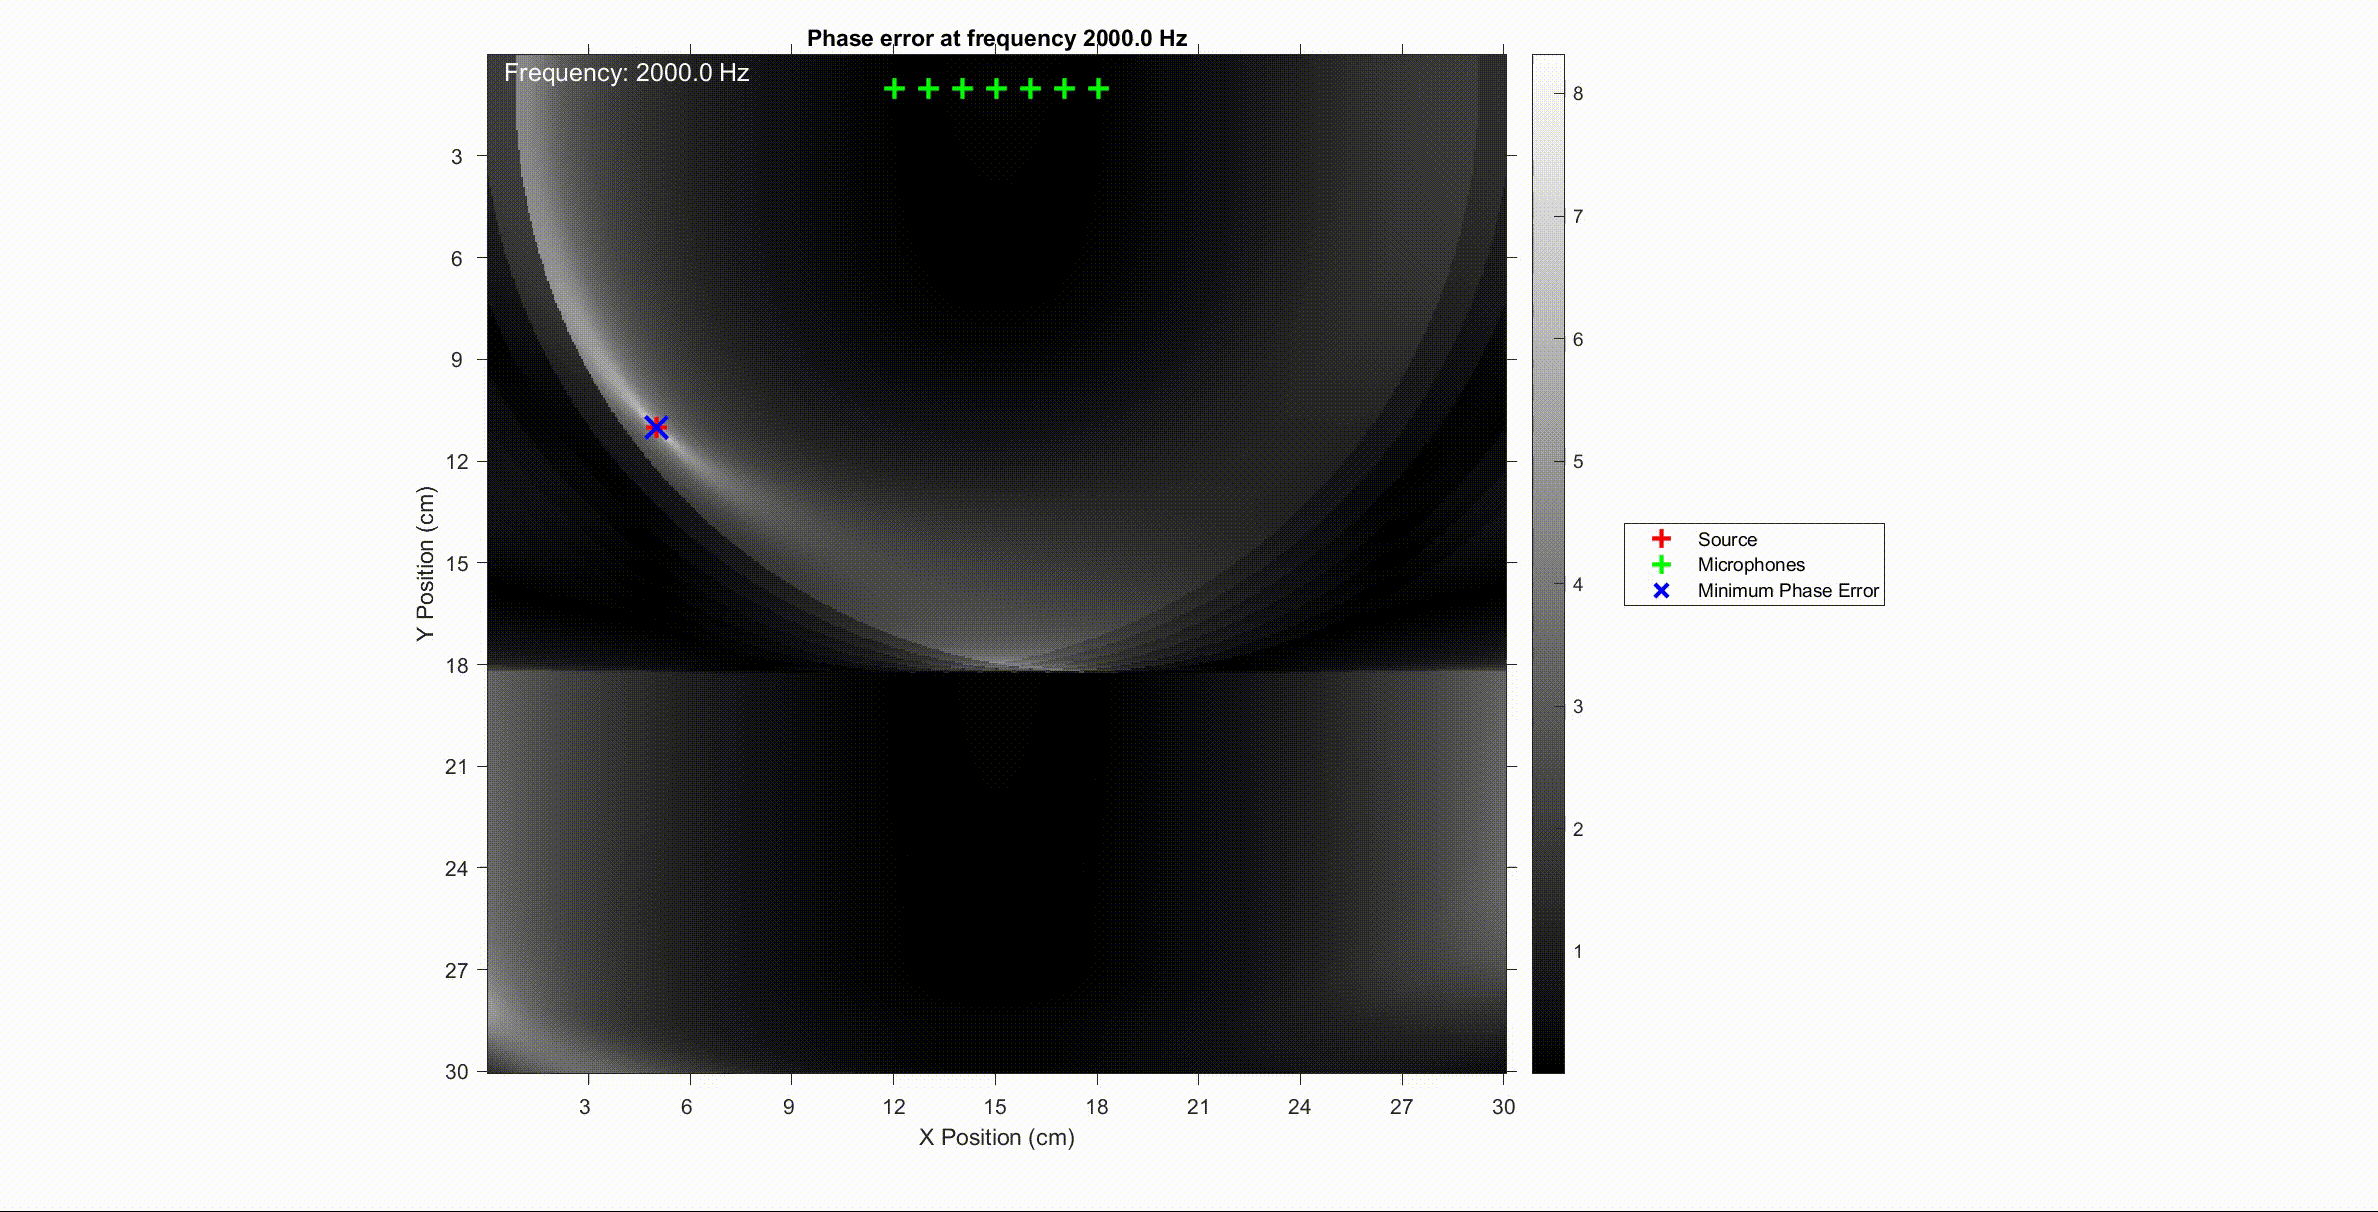 Phase error at frequency 2000.0 Hz
Frequency: 2000.0 Hz
3
6
9
12
15
18
21
24
27
30
Y Position (cm)
3 6 9 12 15 18 21 24 27 30
X Position (cm)
8
7
6
5
4
3
2
1
Source
Microphones
Minimum Phase Error